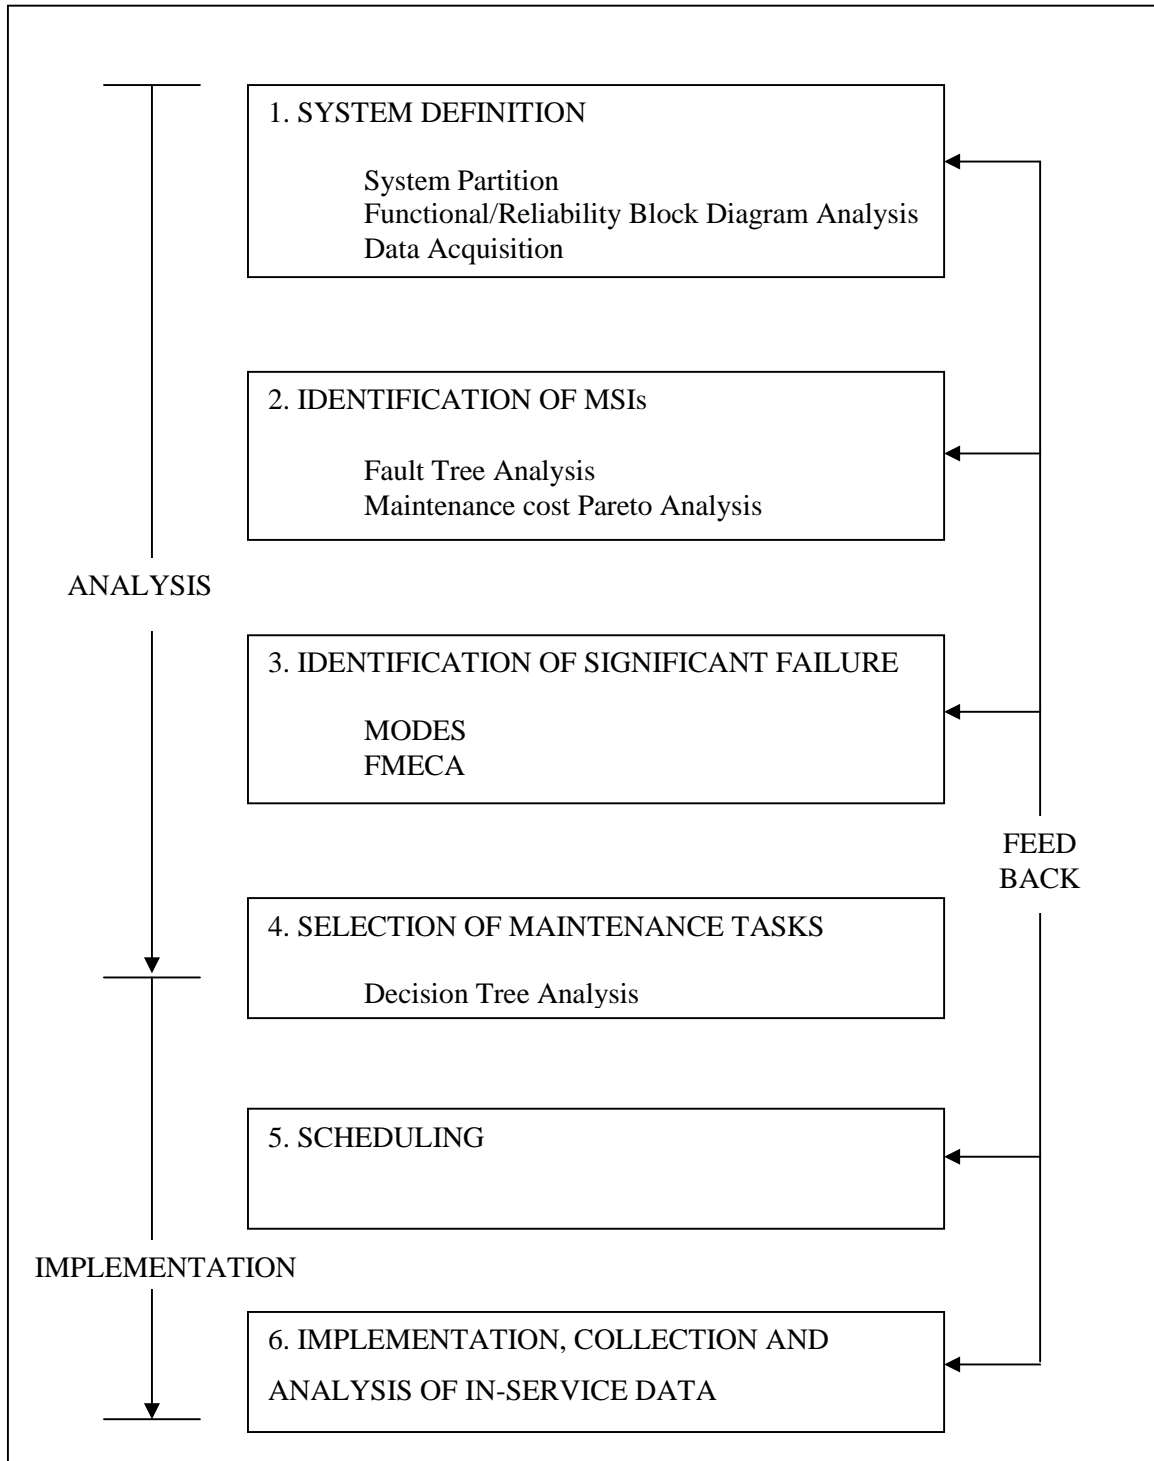 1. SYSTEM DEFINITION
System Partition
Functional/Reliability Block Diagram Analysis
Data Acquisition
2. IDENTIFICATION OF MSIs
Fault Tree Analysis
Maintenance cost Pareto Analysis
ANALYSIS
3. IDENTIFICATION OF SIGNIFICANT FAILURE
MODES
FMECA
FEED
BACK
4. SELECTION OF MAINTENANCE TASKS
Decision Tree Analysis
5. SCHEDULING
IMPLEMENTATION
6. IMPLEMENTATION, COLLECTION AND
ANALYSIS OF IN-SERVICE DATA